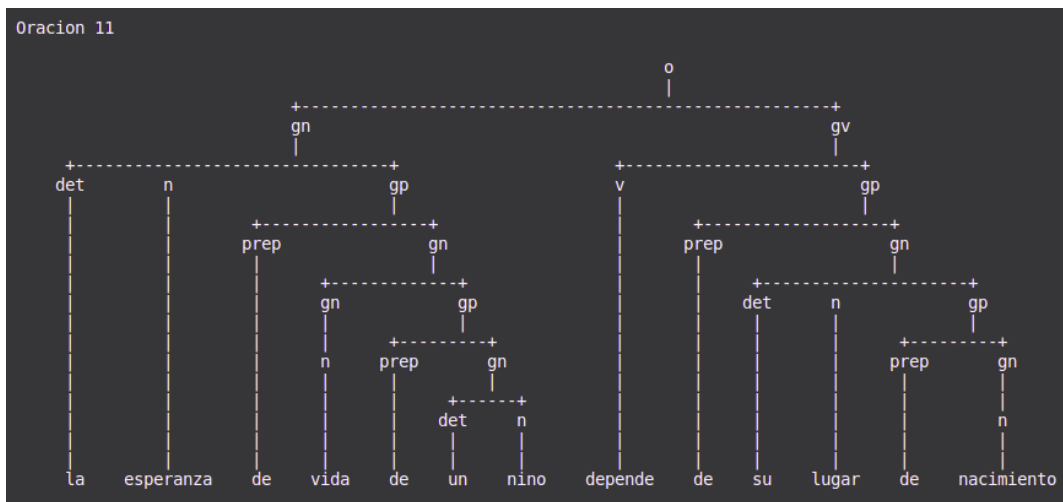 Oracion 11
o
gn gv
det n gp v gp
prep gn prep gn
gn gp det n gp
n prep gn prep gn
det n n
la esperanza de vida de un nino depende de su lugar de nacimiento